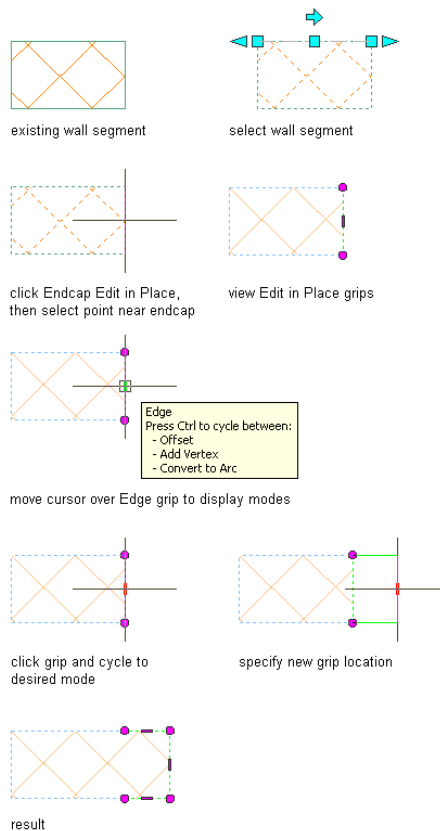 existing wall segment
select wall segment
click Endcap Edit in Place,
then select point near endcap
view Edit in Place grips
Edge
Press Ctrl to cycle between:
- Offset
- Add Vertex
- Convert to Arc
move cursor over Edge grip to display modes
click grip and cycle to
desired mode
specify new grip location
result